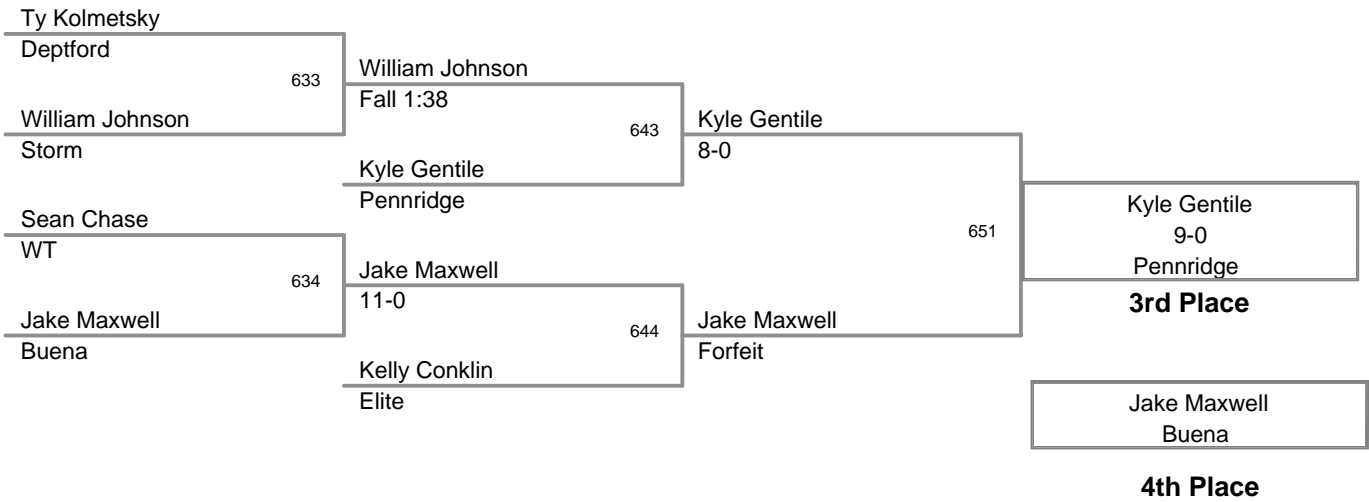 Ty Kolmetsky
Deptford
633
William Johnson
Fall 1:38
William Johnson
Storm
643
Kyle Gentile
8-0
Kyle Gentile
Pennridge
Sean Chase
WT
634
Jake Maxwell
11-0
Jake Maxwell
Buena
644
Jake Maxwell
Forfeit
Kelly Conklin
Elite
651
Kyle Gentile
9-0
Pennridge
3rd Place
Jake Maxwell
Buena
4th Place